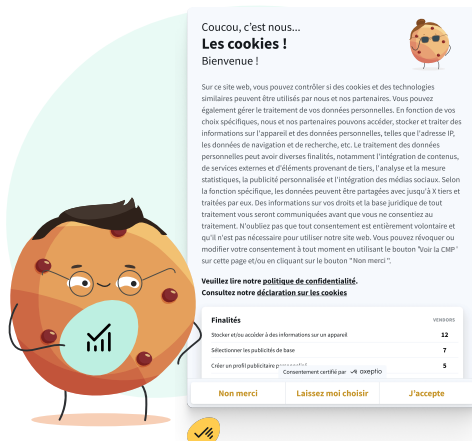 Coucou, c'est nous...
Les cookies !
Bienvenue !
Sur ce site web, vous pouvez contrôler si des cookies et des technologies
similaires peuvent être utilisés par nous et nos partenaires. Vous pouvez
également gérer le traitement de vos données personnelles. En fonction de vos
choix spécifiques, nous et nos partenaires pouvons accéder, stocker et traiter des
informations sur l'appareil et des données personnelles, telles que l'adresse IP,
les données de navigation et de recherche, etc. Le traitement des données
personnelles peut avoir diverses finalités, notamment l'intégration de contenus,
de services externes et d'éléments provenant de tiers, l'analyse et la mesure
statistiques, la publicité personnalisée et l'intégration des médias sociaux. Selon
la fonction spécifique, les données peuvent être partagées avec jusqu'à X tiers et
traitées par eux. Des informations sur vos droits et la base juridique de tout
traitement vous seront communiquées avant que vous ne consentiez au
traitement. N'oubliez pas que tout consentement est entièrement volontaire et
qu'il n'est pas nécessaire pour utiliser notre site web. Vous pouvez révoquer ou
modifier votre consentement à tout moment en utilisant le bouton "Voir la CMP"
sur cette page et/ou en cliquant sur le bouton "Non merci".
Veuillez lire notre politique de confidentialité.
Consultez notre déclaration sur les cookies
Finalités VENDORS
Stocker et/ou accéder à des informations sur un appareil 12
Sélectionner les publicités de base 7
Créer un profil publicitaire 5
Consentement certifié par axeptio
Non merci Laissez moi choisir J'accepte